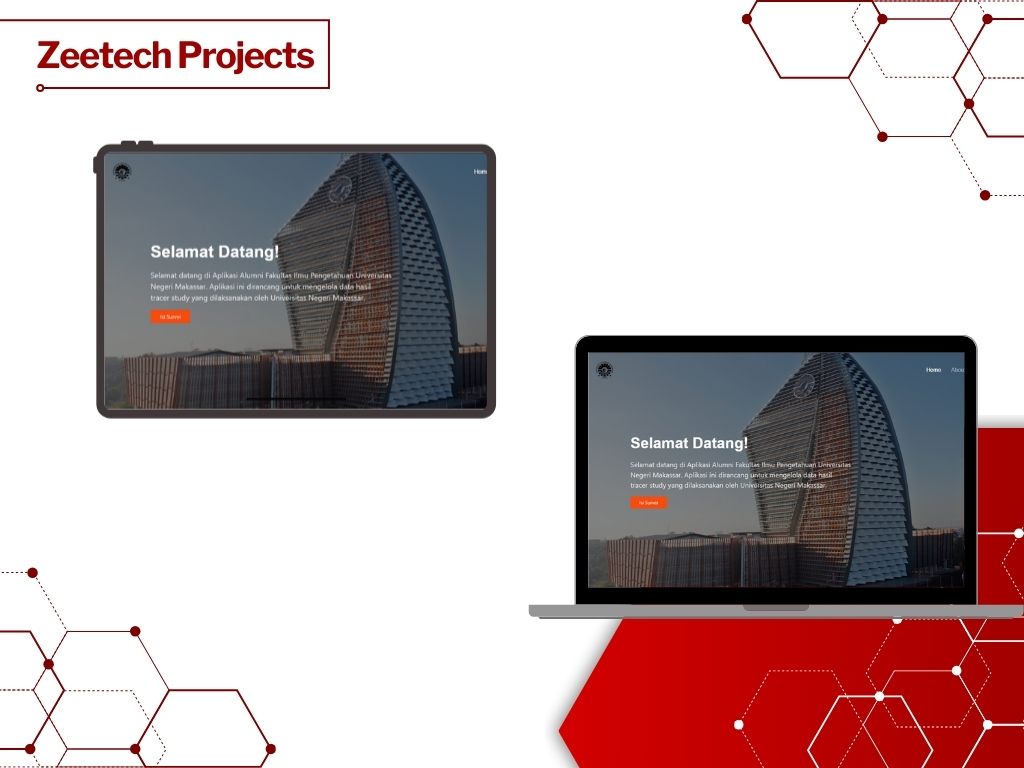 Zeetech Projects
Home
Selamat Datang!
Selamat datang di Aplikasi Alumni Fakultas Ilmu Pengetahuan Universitas
Negeri Makassar. Aplikasi ini dirancang untuk mengelola data hasil
tracer study yang dilaksanakan oleh Universitas Negeri Makassar.
Isi Survei
Home Abou
Selamat Datang!
Selamat datang di Aplikasi Alumni Fakultas Ilmu Pengetahuan Universitas
Negeri Makassar. Aplikasi ini dirancang untuk mengelola data hasil
tracer study yang dilaksanakan oleh Universitas Negeri Makassar.
Isi Survei